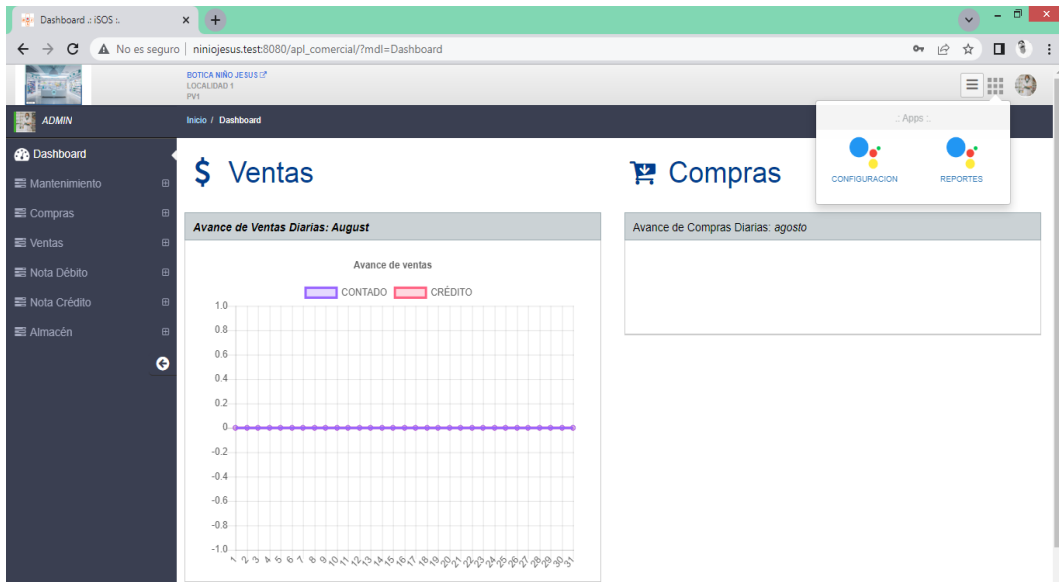 Dashboard .: iSOS :.
No es seguro
niniojesus.test:8080/apl_comercial/?mdl=Dashboard
BOTICA NIÑO JESUS
LOCALIDAD 1
PV1
ADMIN
Inicio / Dashboard
.: Apps :.
CONFIGURACION
REPORTES
Dashboard
Mantenimiento
Compras
Ventas
Nota Débito
Nota Crédito
Almacén
$ Ventas
Compras
Avance de Ventas Diarias: August
Avance de Compras Diarias: agosto
Avance de ventas
CONTADO
CRÉDITO
1.0
0.8
0.6
0.4
0.2
0
-0.2
-0.4
-0.6
-0.8
-1.0
1 2 3 4 5 6 7 8 9 10 11 12 13 14 15 16 17 18 19 20 21 22 23 24 25 26 27 28 29 30 31